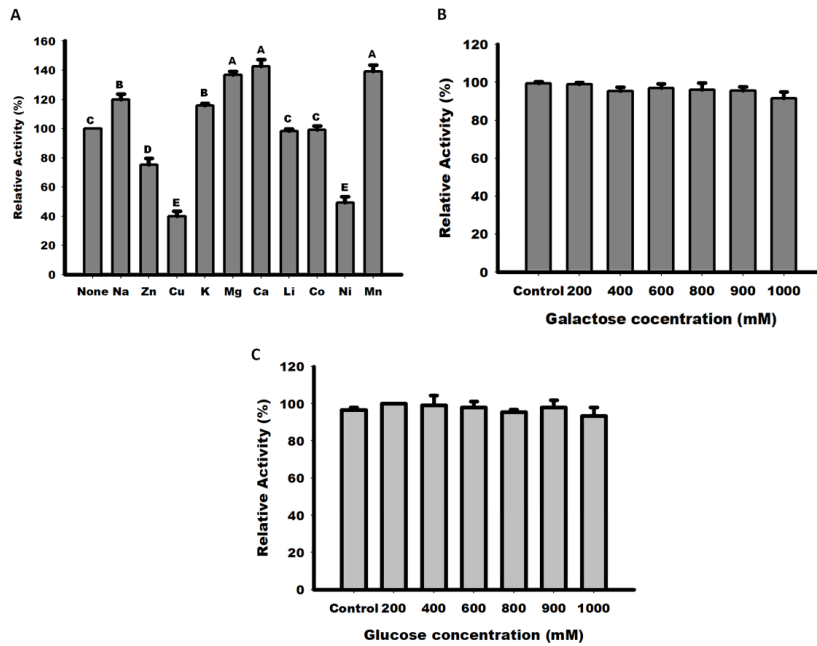 A
160
140
120
100
80
60
40
20
0
Relative Activity (%)
C
B
D
E
B
A
A
C
C
E
A
None Na Zn Cu K Mg Ca Li Co Ni Mn
B
120
100
80
60
40
20
0
Relative Activity (%)
Control 200 400 600 800 900 1000
Galactose cocentration (mM)
C
120
100
80
60
40
20
0
Relative Activity (%)
Control 200 400 600 800 900 1000
Glucose concentration (mM)